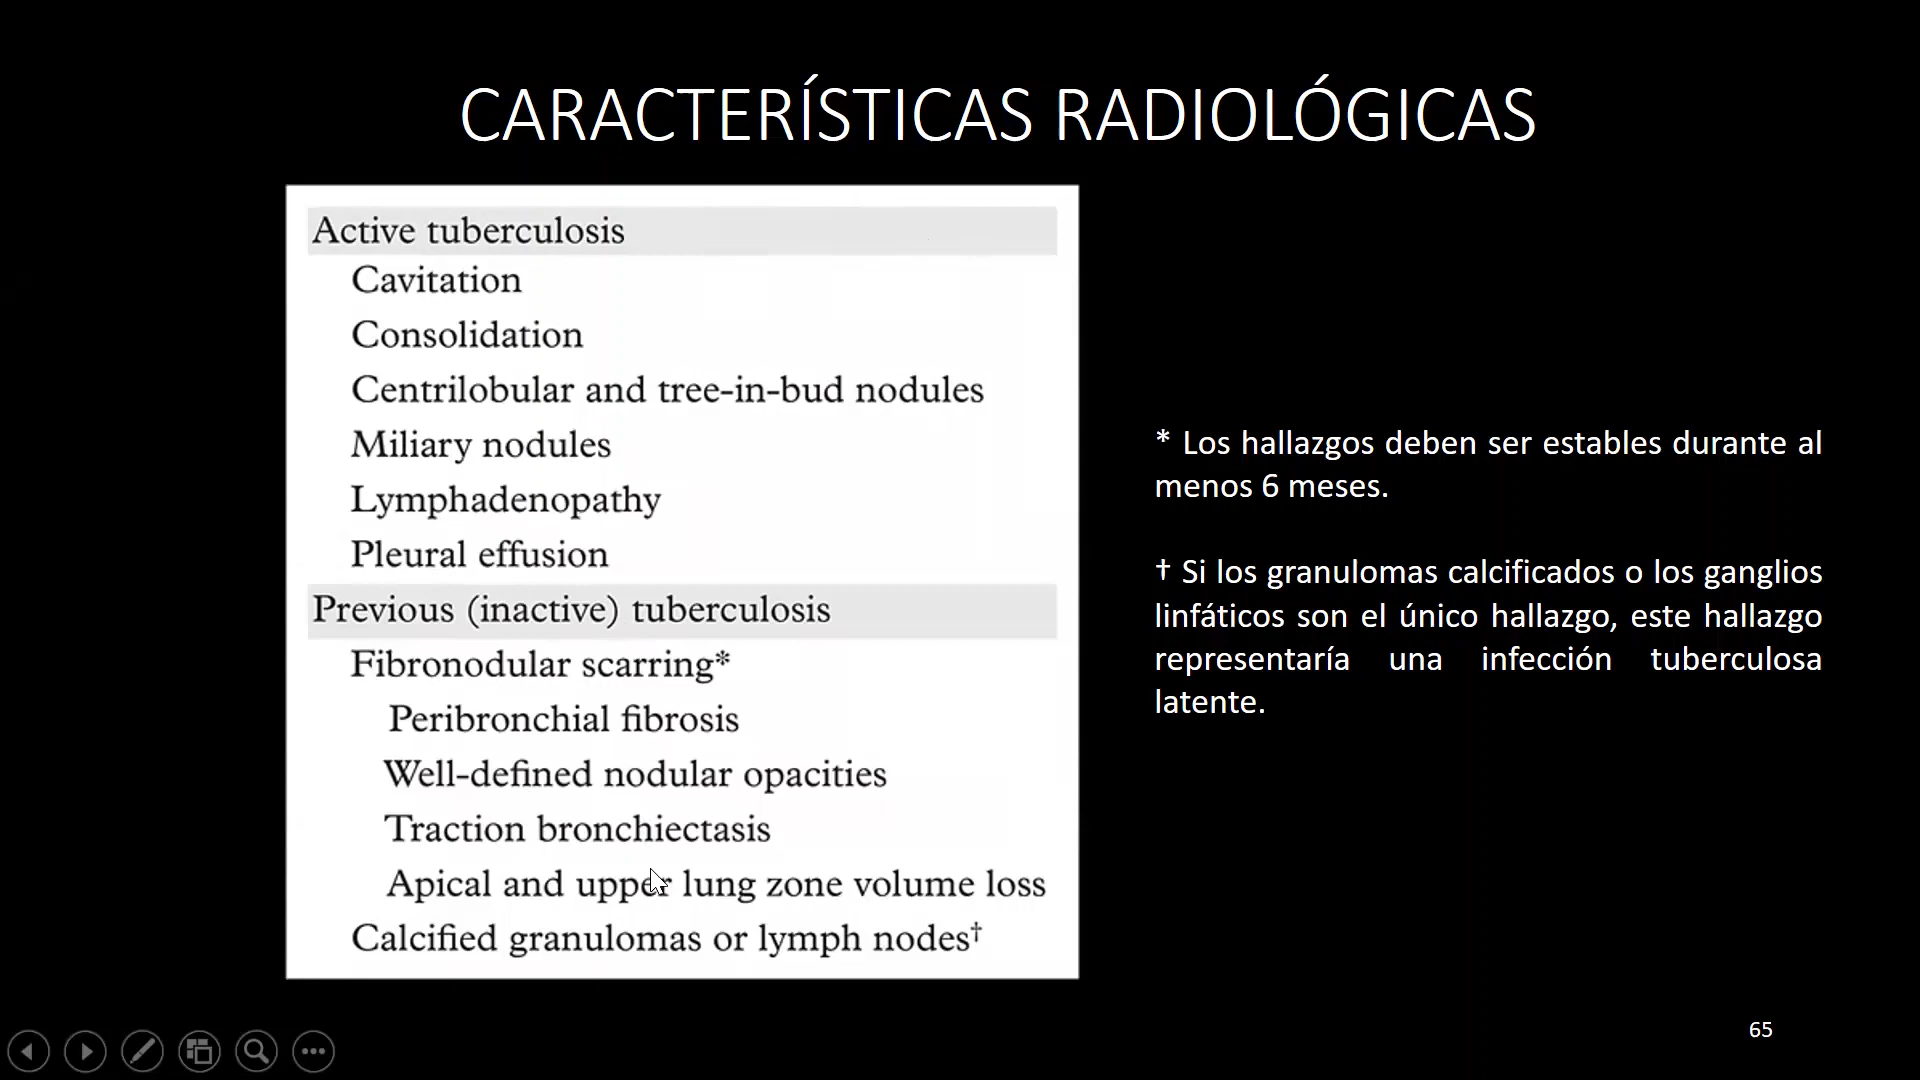 CARACTERÍSTICAS RADIOLÓGICAS
Active tuberculosis
Cavitation
Consolidation
Centrilobular and tree-in-bud nodules
Miliary nodules
Lymphadenopathy
Pleural effusion
Previous (inactive) tuberculosis
Fibronodular scarring*
Peribronchial fibrosis
Well-defined nodular opacities
Traction bronchiectasis
Apical and upper lung zone volume loss
Calcified granulomas or lymph nodes†
* Los hallazgos deben ser estables durante al
menos 6 meses.
† Si los granulomas calcificados o los ganglios
linfáticos son el único hallazgo, este hallazgo
representaría una infección tuberculosa
latente.
65